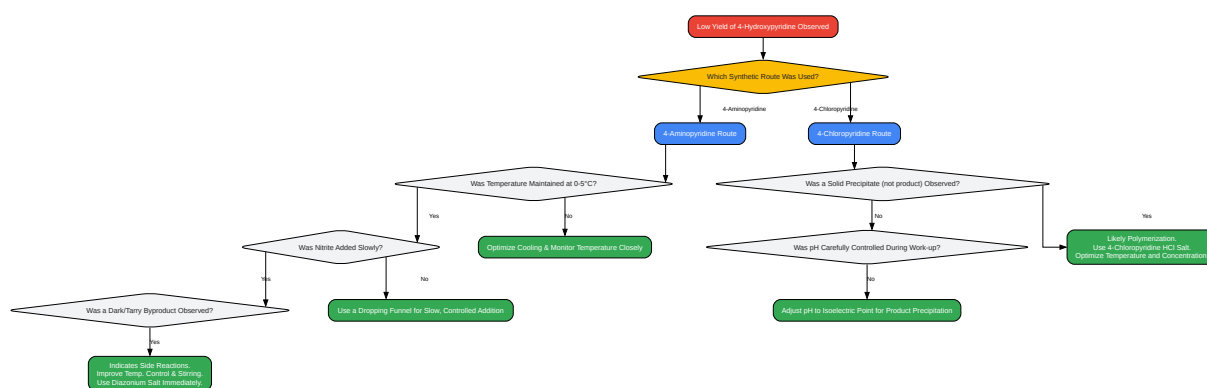 Low Yield of 4-Hydroxypyridine Observed
Which Synthetic Route Was Used?
4-Aminopyridine
4-Chloropyridine
4-Aminopyridine Route
4-Chloropyridine Route
Was Temperature Maintained at 0-5°C?
Was a Solid Precipitate (not product) Observed?
Yes
No
No
Yes
Was Nitrite Added Slowly?
Optimize Cooling & Monitor Temperature Closely
Was pH Carefully Controlled During Work-up?
Likely Polymerization.
Use 4-Chloropyridine HCl Salt.
Optimize Temperature and Concentration
Yes
No
No
Was a Dark/Tarry Byproduct Observed?
Use a Dropping Funnel for Slow, Controlled Addition
Adjust pH to Isoelectric Point for Product Precipitation
Yes
Indicates Side Reactions.
Improve Temp. Control & Stirring.
Use Diazonium Salt Immediately.